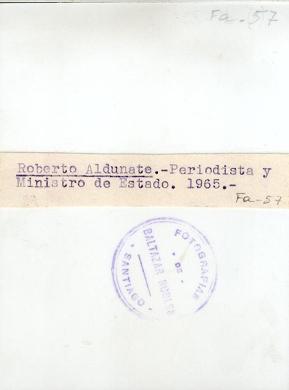 Fa-57
Roberto Aldunate.-Periodista y
Ministro de Estado. 1965.-
Fa-57
FOTOGRAFIAS
- DE -
BALTAZAR ROBLES
- SANTIAGO -